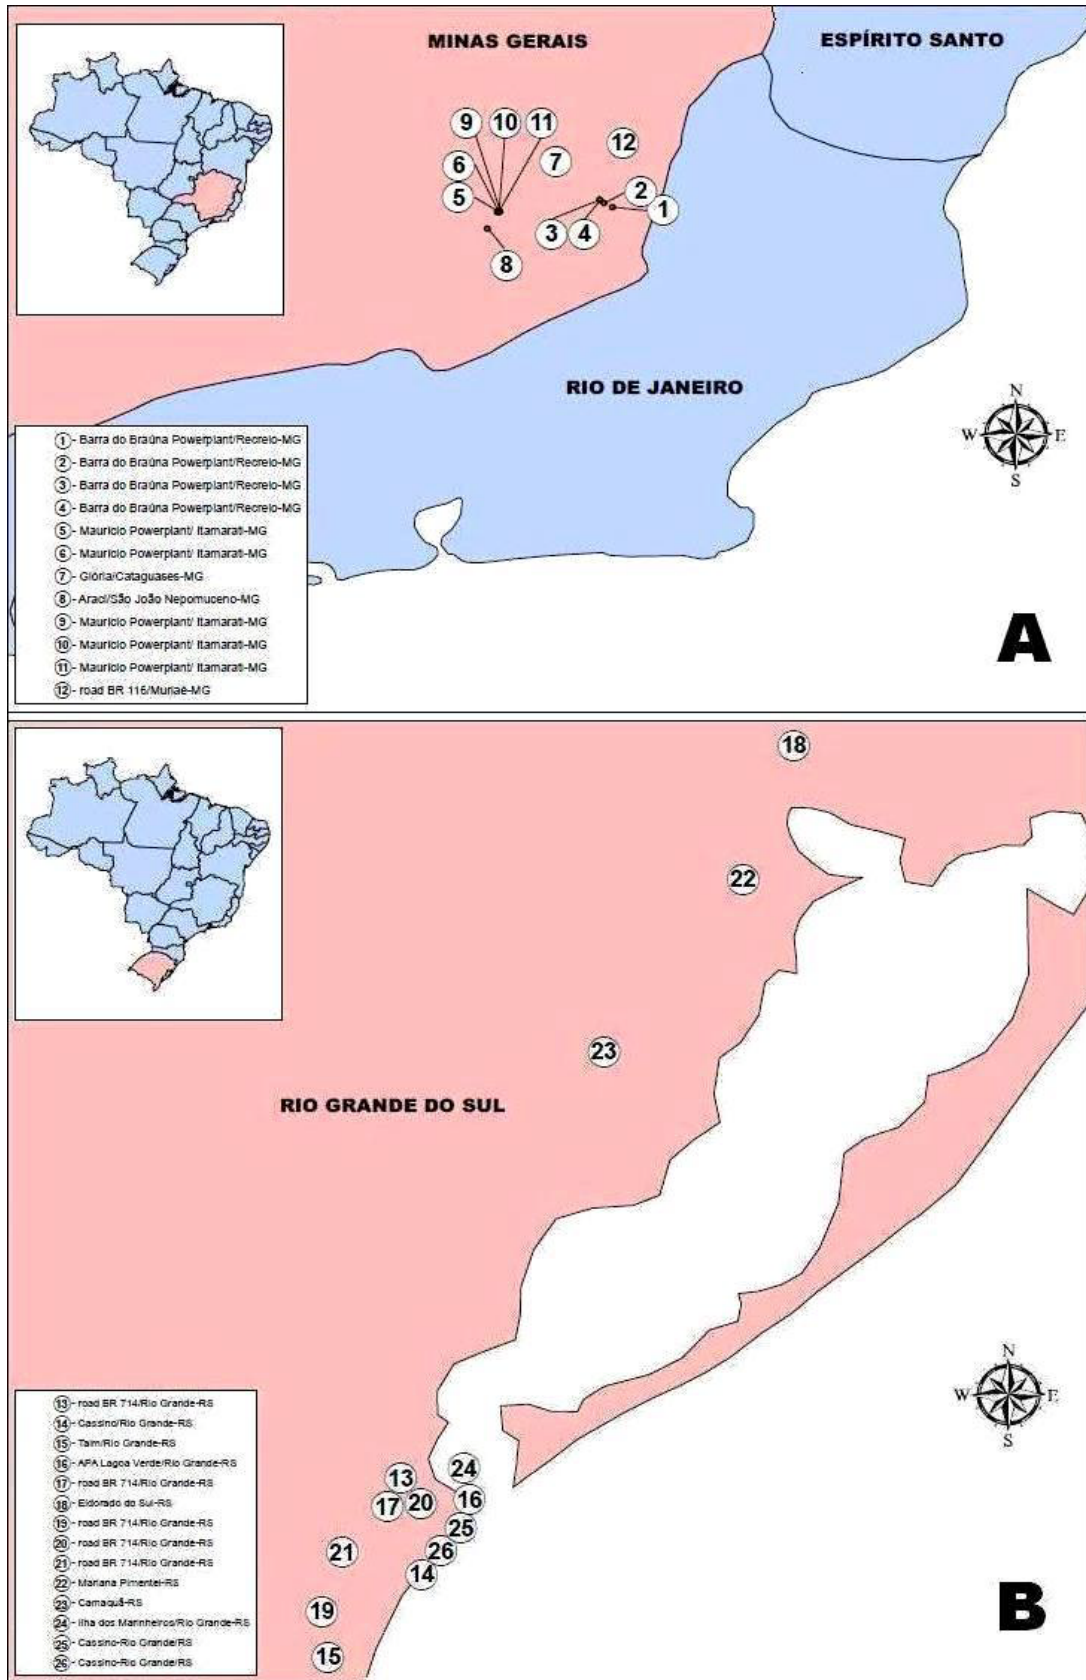 MINAS GERAIS
ESPÍRITO SANTO
9 10 11
12
6
7
5
2
1
3
4
8
RIO DE JANEIRO
N
W E
S
1 - Barra do Braúna Powerplant/Recreio-MG
2 - Barra do Braúna Powerplant/Recreio-MG
3 - Barra do Braúna Powerplant/Recreio-MG
4 - Barra do Braúna Powerplant/Recreio-MG
5 - Maurício Powerplant/ Itamarati-MG
6 - Maurício Powerplant/ Itamarati-MG
7 - Glória/Cataguases-MG
8 - Araci/São João Nepomuceno-MG
9 - Maurício Powerplant/ Itamarati-MG
10 - Maurício Powerplant/ Itamarati-MG
11 - Maurício Powerplant/ Itamarati-MG
12 - road BR 116/Muriaé-MG
A
18
22
23
RIO GRANDE DO SUL
N
W E
S
13 - road BR 714/Rio Grande-RS
14 - Cassino/Rio Grande-RS
15 - Taim/Rio Grande-RS
16 - APA Lagoa Verde/Rio Grande-RS
17 - road BR 714/Rio Grande-RS
18 - Eldorado do Sul-RS
19 - road BR 714/Rio Grande-RS
20 - road BR 714/Rio Grande-RS
21 - road BR 714/Rio Grande-RS
22 - Mariana Pimentel-RS
23 - Camaquã-RS
24 - Ilha dos Marinheiros/Rio Grande-RS
25 - Cassino-Rio Grande/RS
26 - Cassino-Rio Grande/RS
24
13
16
20
17
25
26
21
14
19
15
B